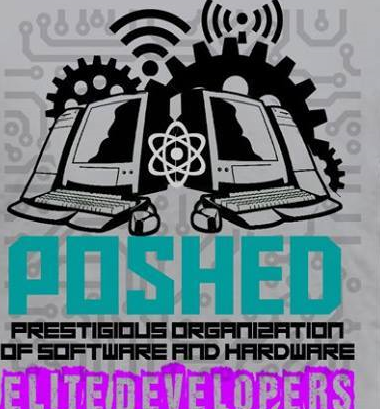 POSHED
PRESTIGIOUS ORGANIZATION
OF SOFTWARE AND HARDWARE
ELITE DEVELOPERS